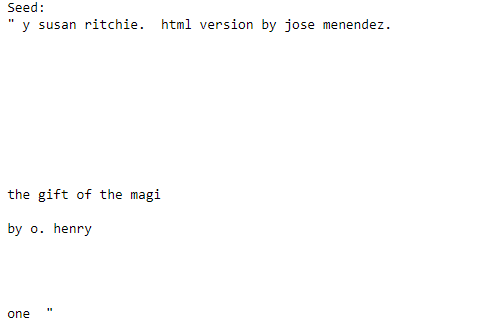 Seed:
" y susan ritchie.  html version by jose menendez.
the gift of the magi
by o. henry
one  "